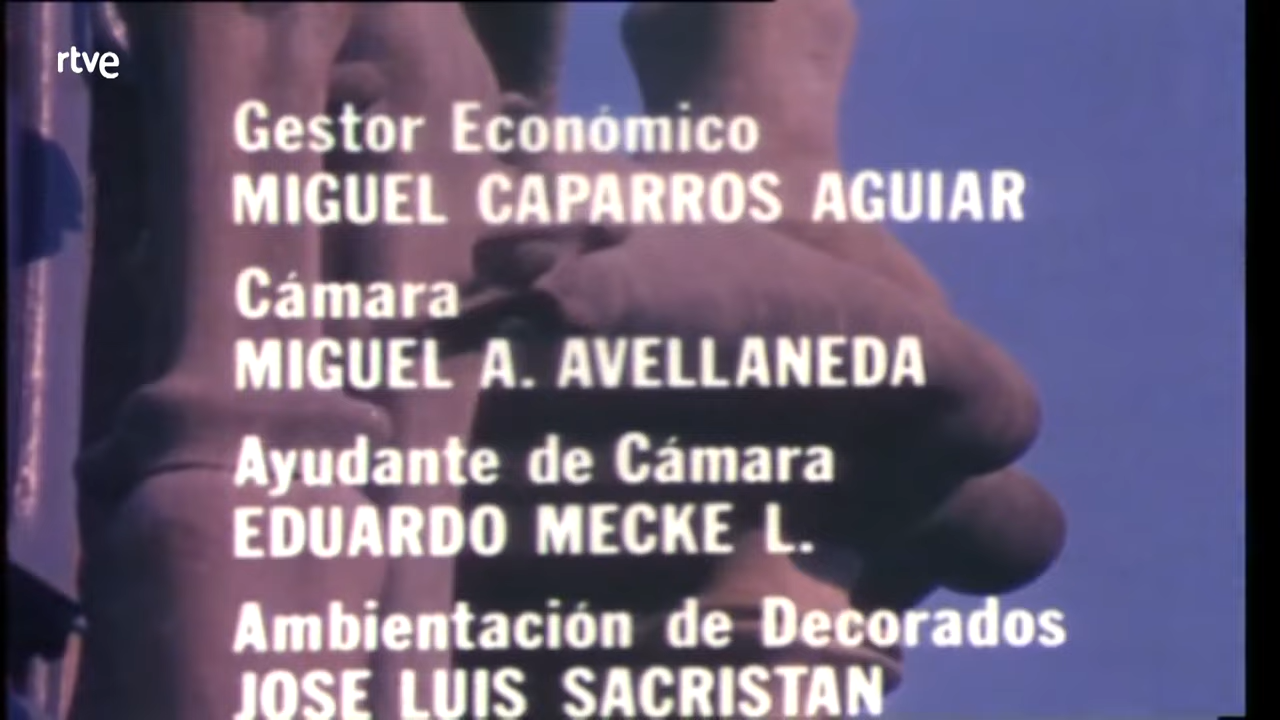 rtve
Gestor Económico
MIGUEL CAPARROS AGUIAR
Cámara
MIGUEL A. AVELLANEDA
Ayudante de Cámara
EDUARDO MECKE L.
Ambientación de Decorados
JOSE LUIS SACRISTAN